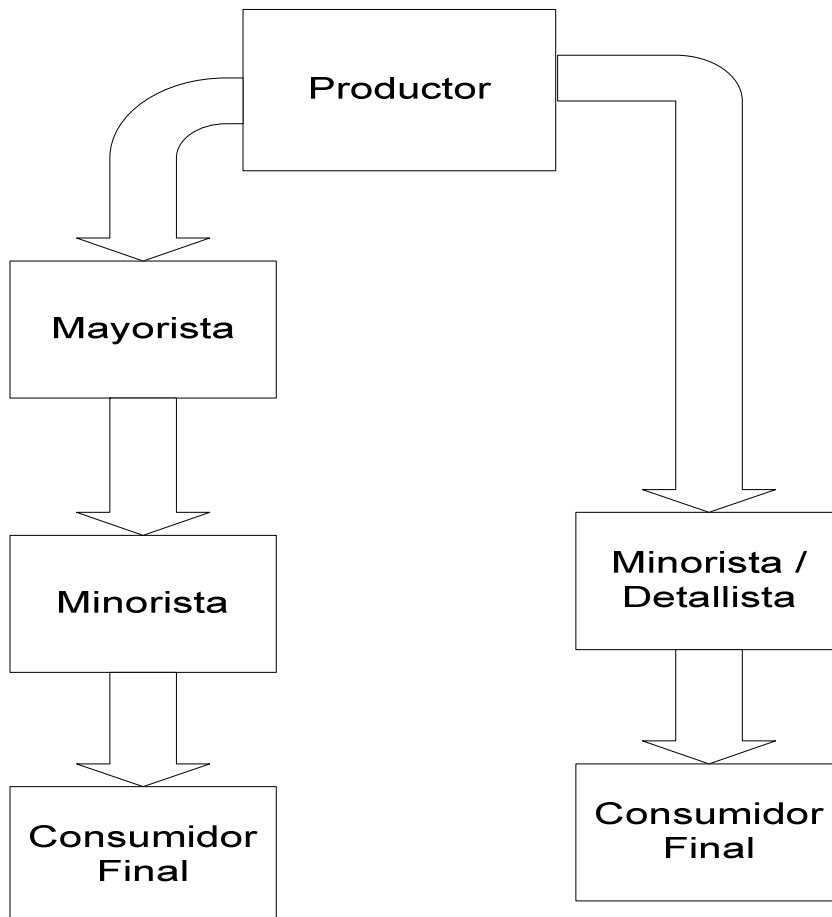 Productor
Mayorista
Minorista
Consumidor
Final
Minorista /
Detallista
Consumidor
Final